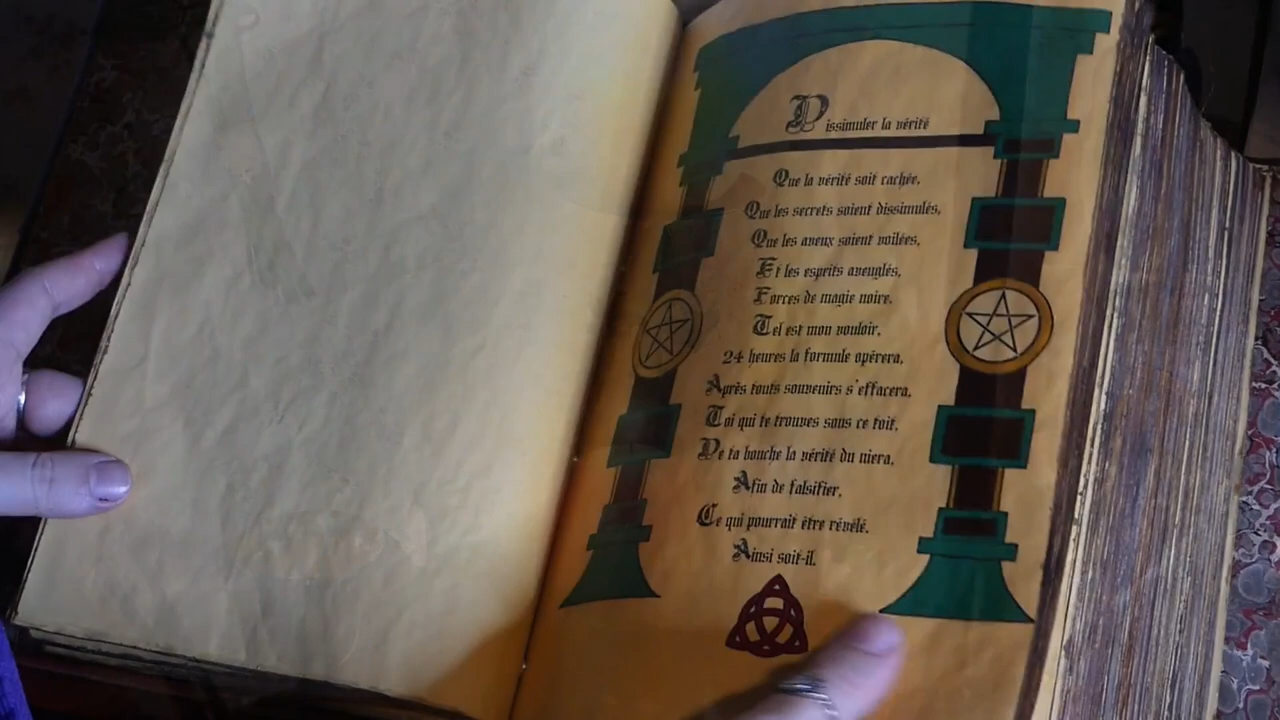 Dissimuler la vérité
Que la vérité soit cachée,
Que les secrets soient dissimulés,
Que les aveux soient voilées,
Et les esprits aveuglés,
Forces de magie noire.
Tel est mon vouloir,
24 heures la formule opérera,
Après touts souvenirs s'effacera,
Toi qui te trouves sous ce toit,
De ta bouche la vérité du niera,
Afin de falsifier,
Ce qui pourrait être révélé.
Ainsi soit-il.